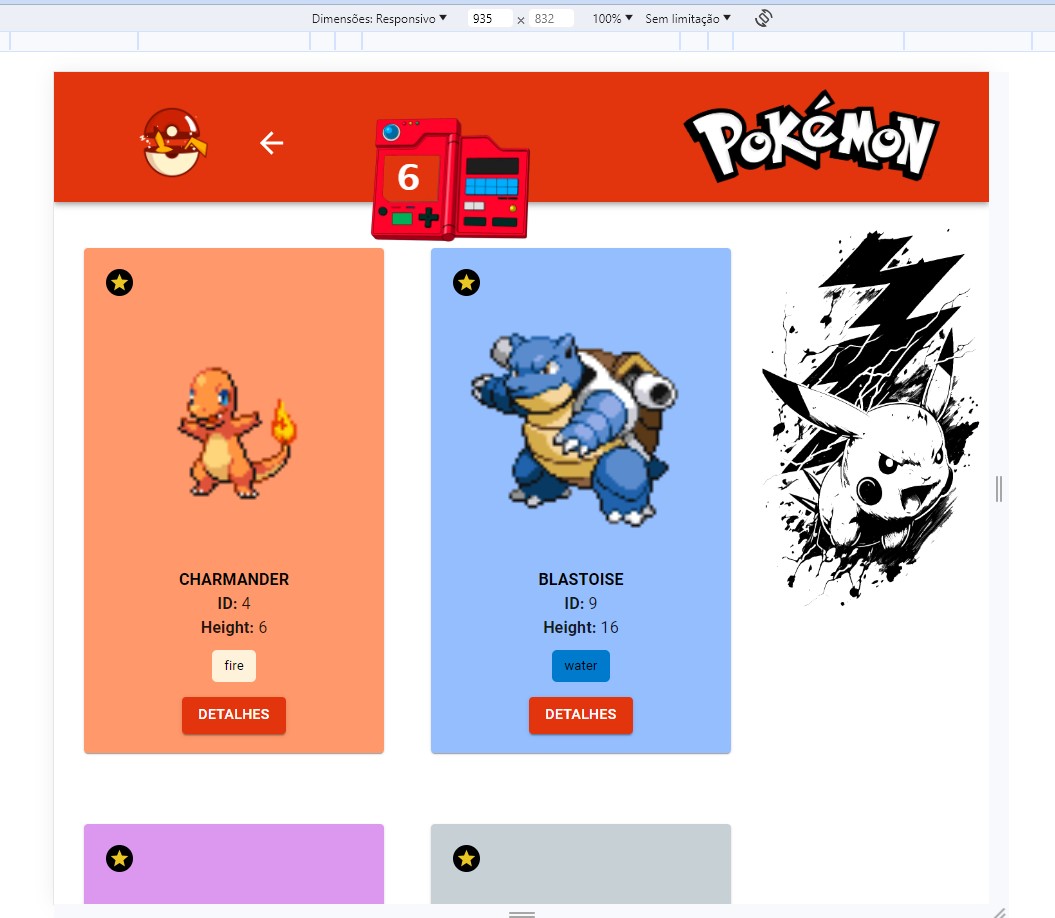 Dimensões: Responsivo ▼ 935 × 832 100% ▼ Sem limitação ▼
6
POKéMON
CHARMANDER
ID: 4
Height: 6
fire
DETALHES
BLASTOISE
ID: 9
Height: 16
water
DETALHES